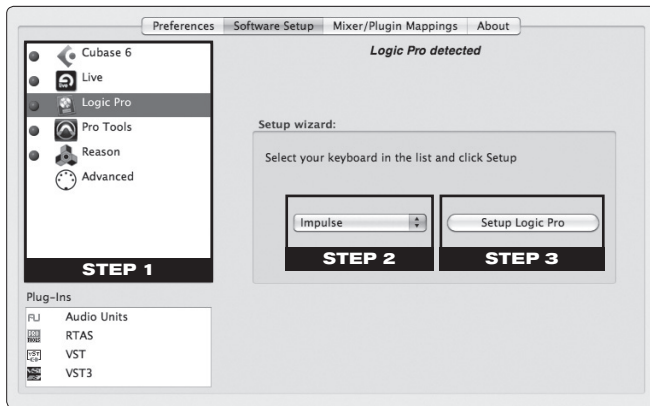 Preferences Software Setup Mixer/Plugin Mappings About
Cubase 6
Live
Logic Pro
Pro Tools
Reason
Advanced
STEP 1
Logic Pro detected
Setup wizard:
Select your keyboard in the list and click Setup
Impulse
STEP 2
Setup Logic Pro
STEP 3
Plug-Ins
Audio Units
RTAS
VST
VST3